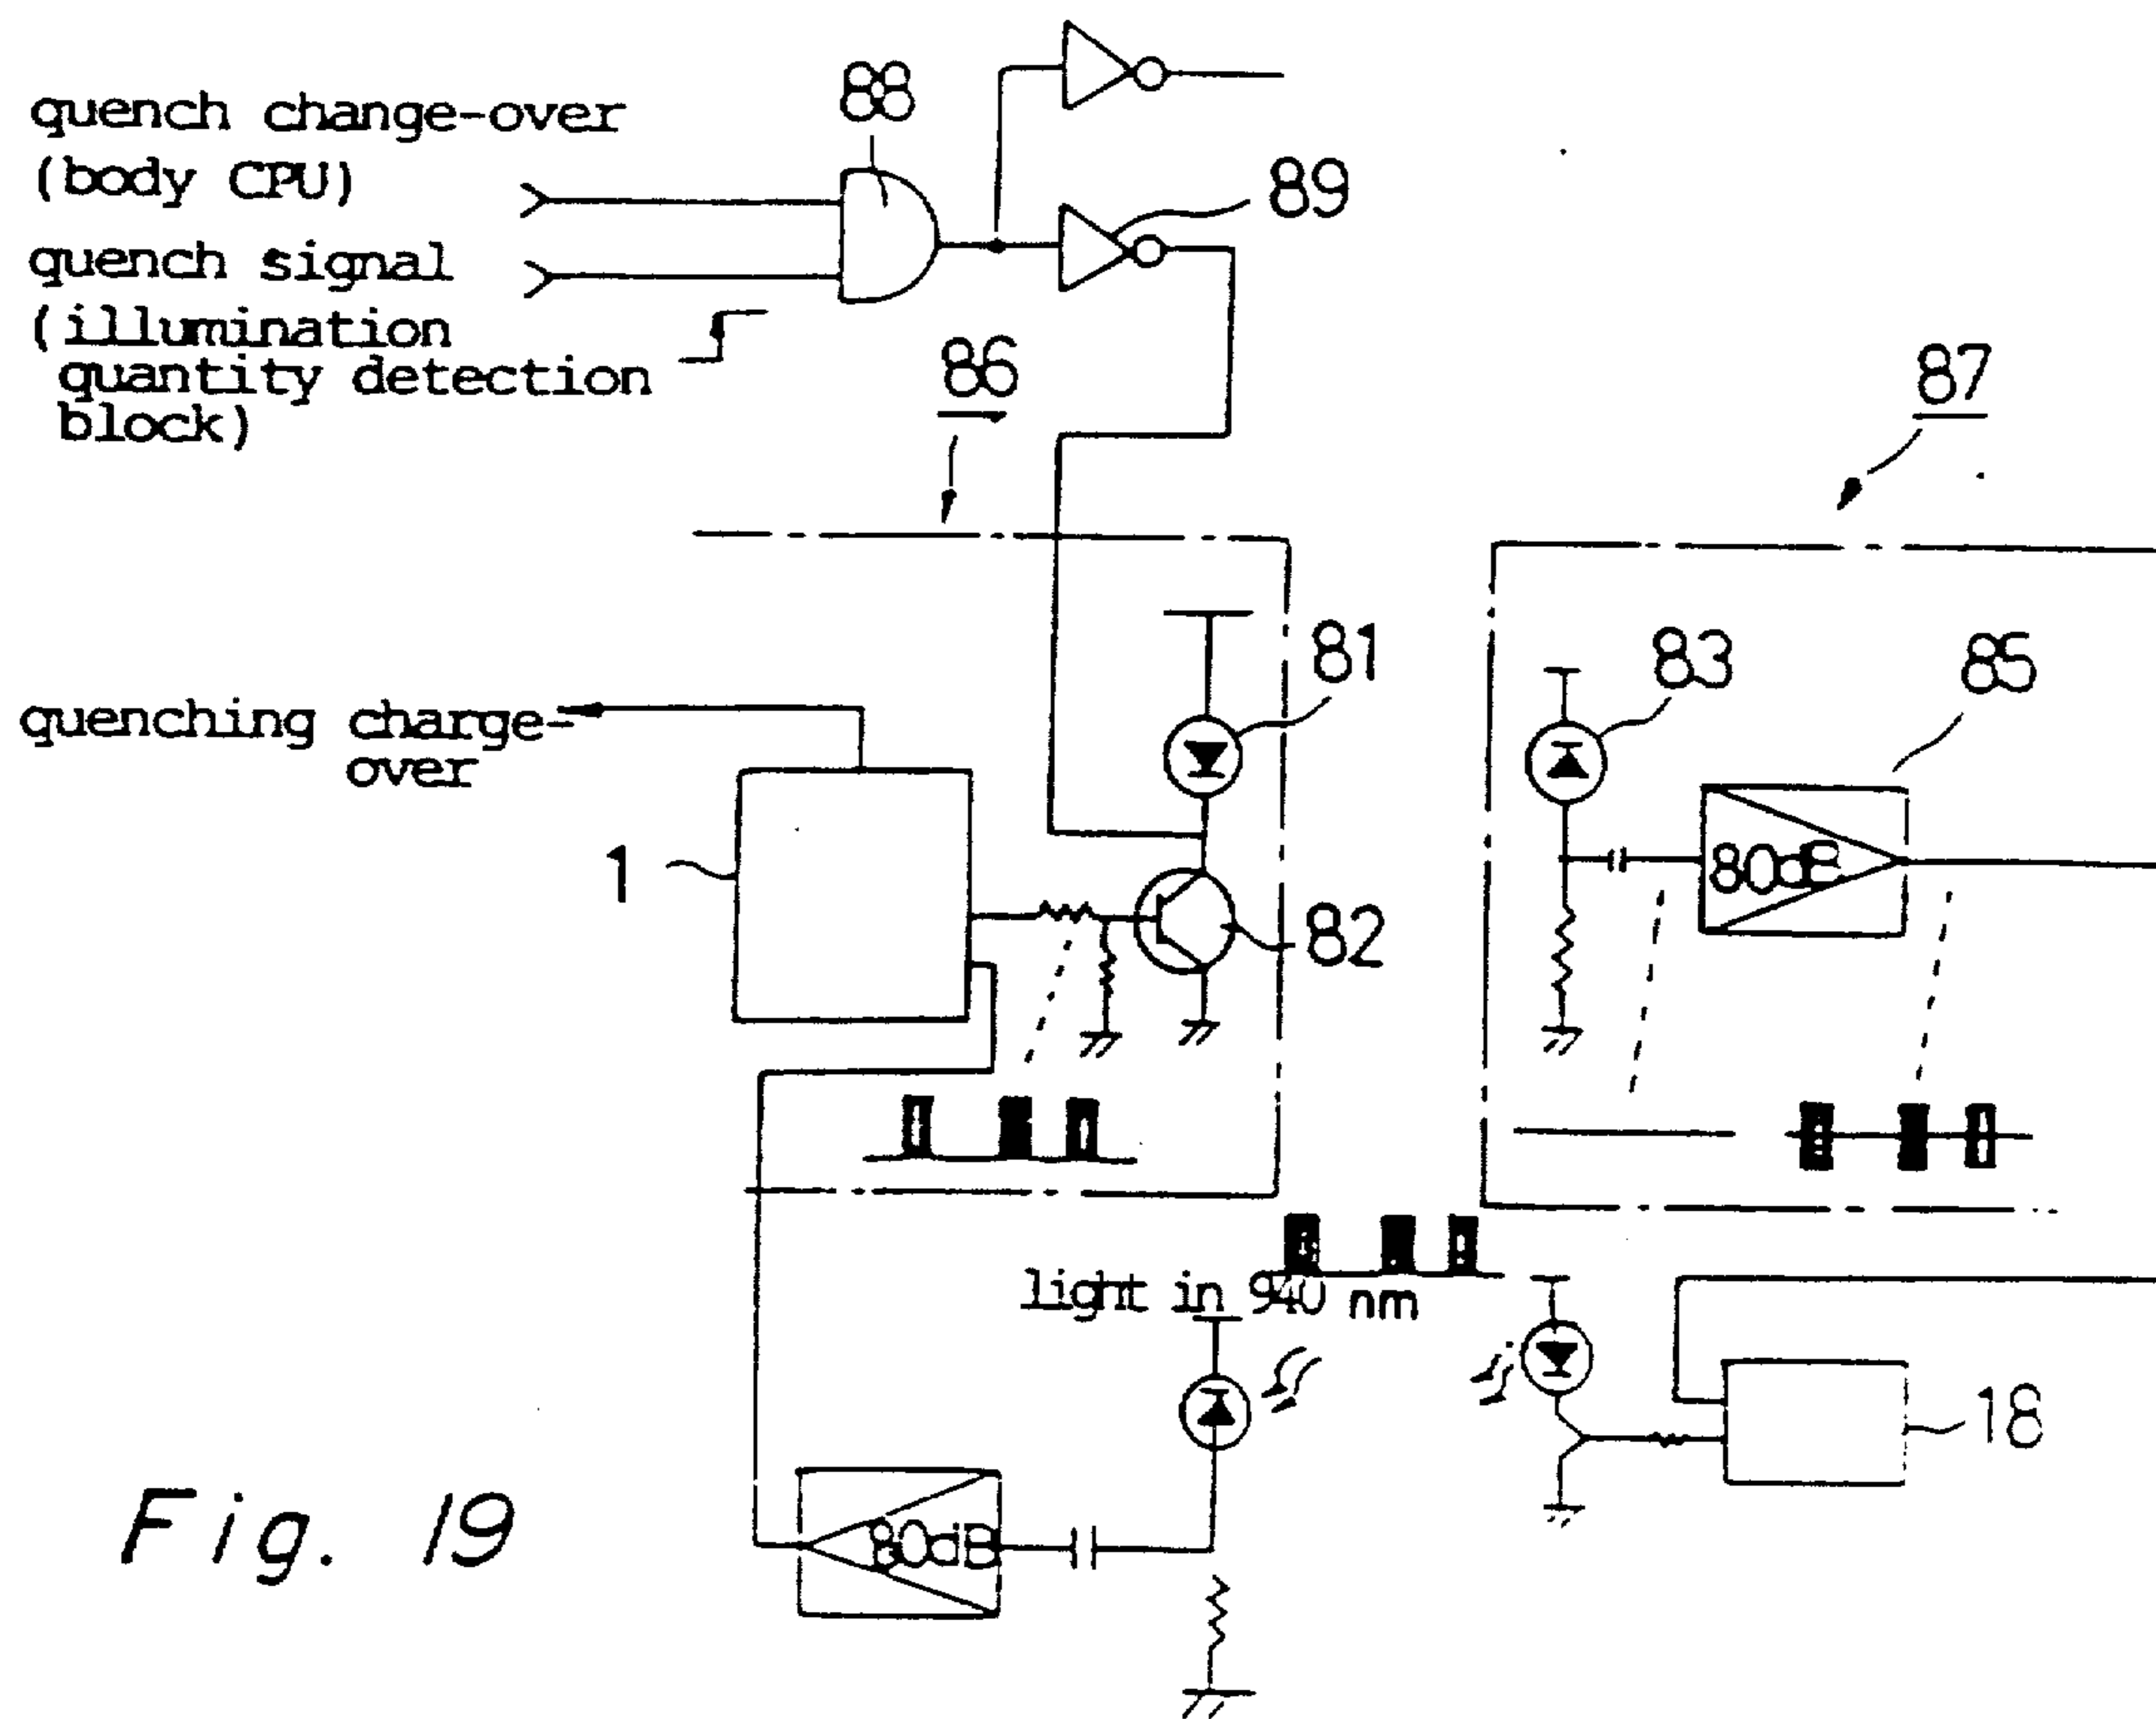 88
quench change-over
(body CPU)
89
quench signal
(illumination
quantity detection
block)
86
87
81
83
85
quenching charge-
over
1
80dB
82
light in 940 nm
18
80dB
Fig. 19